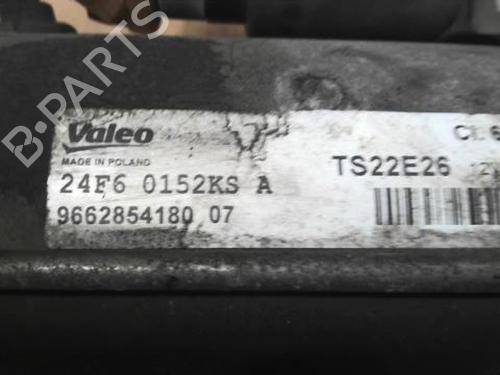 B-PARTS
Valeo
MADE IN POLAND
24F6 0152KS A
9662854180 07
TS22E26